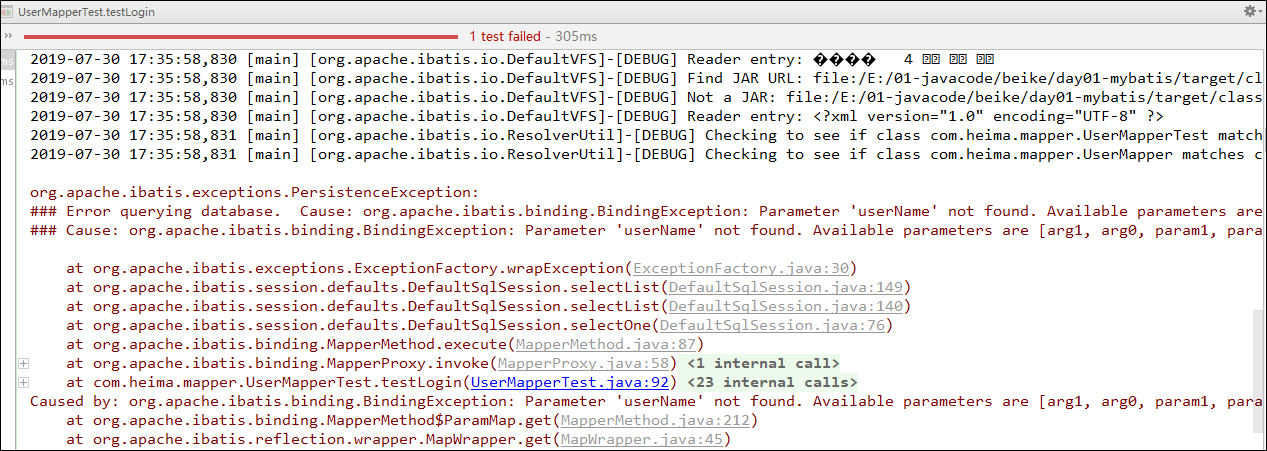 UserMapperTest.testLogin
»
1 test failed - 305ms
ms
2019-07-30 17:35:58,830 [main] [org.apache.ibatis.io.DefaultVFS]-[DEBUG] Reader entry: ���� 4
ms
2019-07-30 17:35:58,830 [main] [org.apache.ibatis.io.DefaultVFS]-[DEBUG] Find JAR URL: file:/E:/01-javacode/beike/day01-mybatis/target/cl
2019-07-30 17:35:58,830 [main] [org.apache.ibatis.io.DefaultVFS]-[DEBUG] Not a JAR: file:/E:/01-javacode/beike/day01-mybatis/target/class
2019-07-30 17:35:58,830 [main] [org.apache.ibatis.io.DefaultVFS]-[DEBUG] Reader entry: <?xml version="1.0" encoding="UTF-8" ?>
2019-07-30 17:35:58,831 [main] [org.apache.ibatis.io.ResolverUtil]-[DEBUG] Checking to see if class com.heima.mapper.UserMapperTest match
2019-07-30 17:35:58,831 [main] [org.apache.ibatis.io.ResolverUtil]-[DEBUG] Checking to see if class com.heima.mapper.UserMapper matches c
org.apache.ibatis.exceptions.PersistenceException:
### Error querying database.  Cause: org.apache.ibatis.binding.BindingException: Parameter 'userName' not found. Available parameters are
### Cause: org.apache.ibatis.binding.BindingException: Parameter 'userName' not found. Available parameters are [arg1, arg0, param1, para
at org.apache.ibatis.exceptions.ExceptionFactory.wrapException(ExceptionFactory.java:30)
at org.apache.ibatis.session.defaults.DefaultSqlSession.selectList(DefaultSqlSession.java:149)
at org.apache.ibatis.session.defaults.DefaultSqlSession.selectList(DefaultSqlSession.java:140)
at org.apache.ibatis.session.defaults.DefaultSqlSession.selectOne(DefaultSqlSession.java:76)
at org.apache.ibatis.binding.MapperMethod.execute(MapperMethod.java:87)
at org.apache.ibatis.binding.MapperProxy.invoke(MapperProxy.java:58) <1 internal call>
at com.heima.mapper.UserMapperTest.testLogin(UserMapperTest.java:92) <23 internal calls>
Caused by: org.apache.ibatis.binding.BindingException: Parameter 'userName' not found. Available parameters are [arg1, arg0, param1, para
at org.apache.ibatis.binding.MapperMethod$ParamMap.get(MapperMethod.java:212)
at org.apache.ibatis.reflection.wrapper.MapWrapper.get(MapWrapper.java:45)